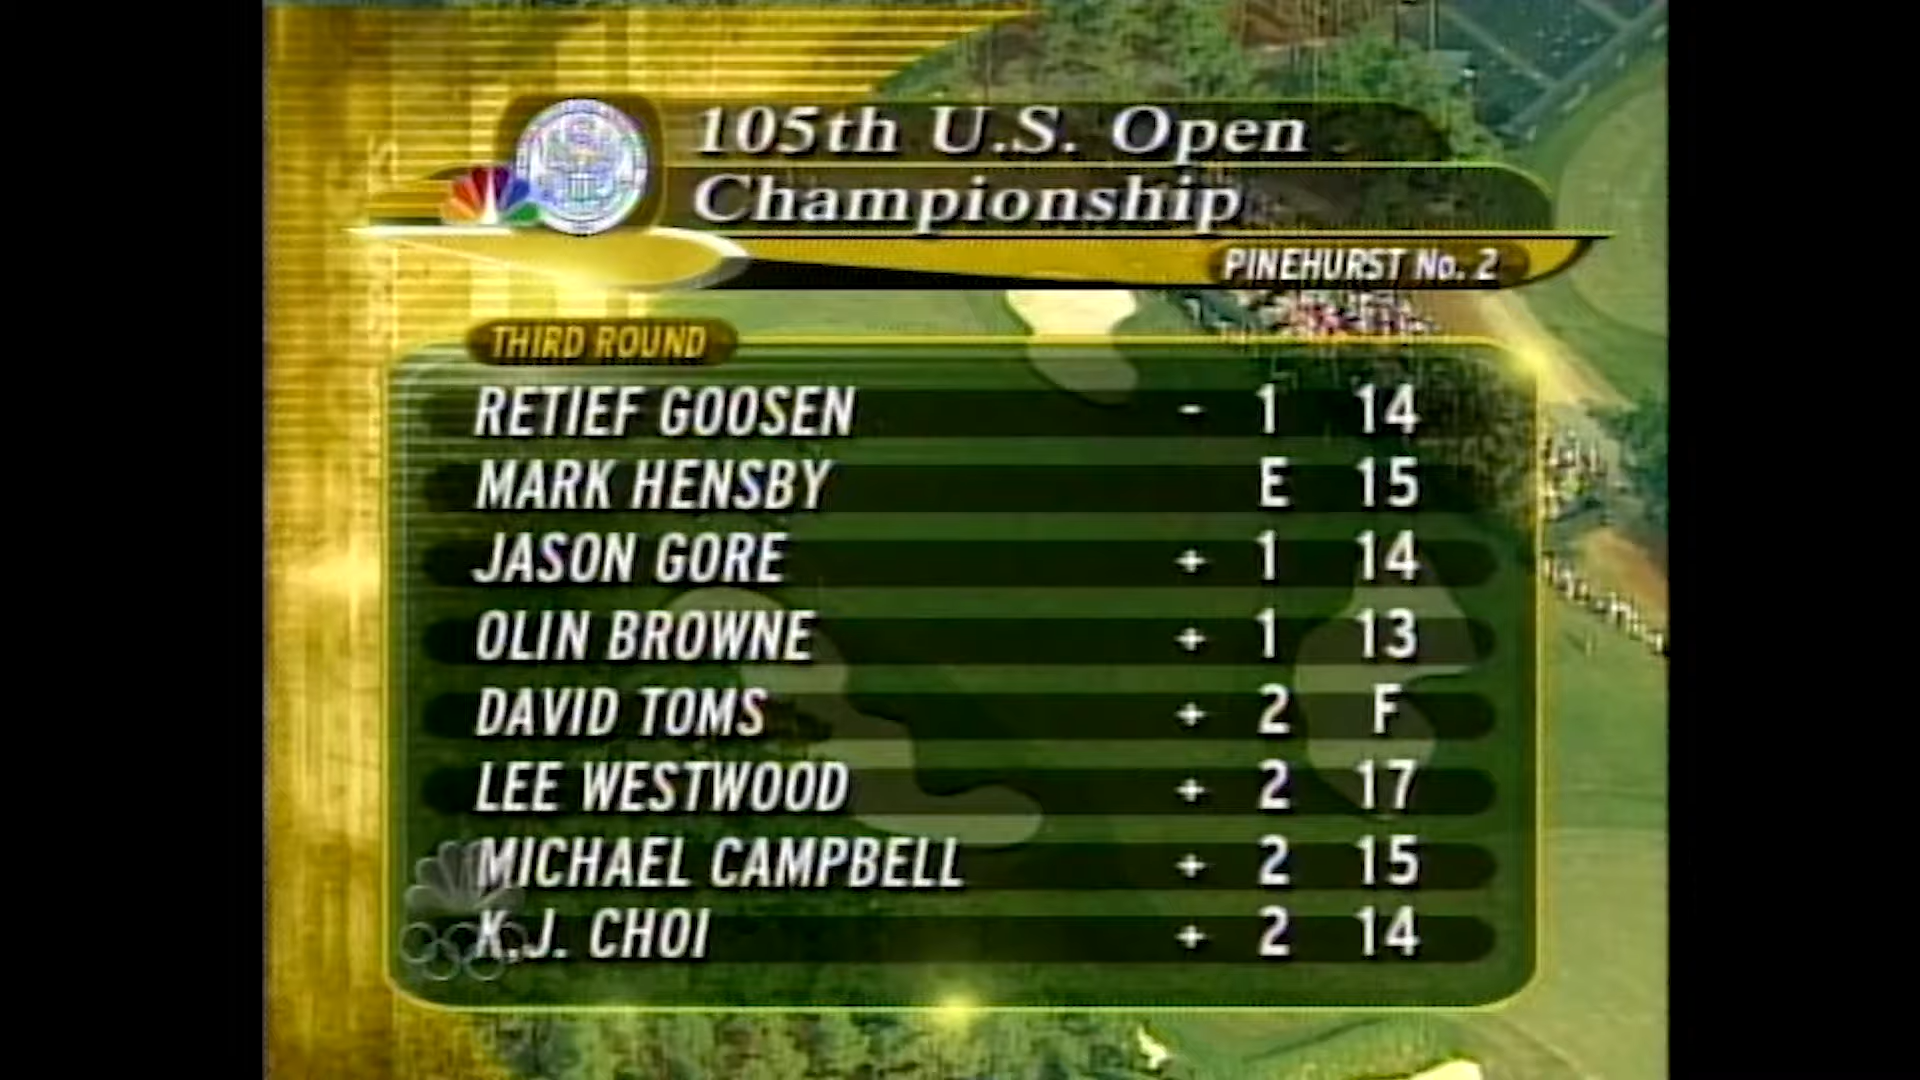 105th U.S. Open
Championship
PINEHURST No. 2
THIRD ROUND
RETIEF GOOSEN - 1 14
MARK HENSBY E 15
JASON GORE + 1 14
OLIN BROWNE + 1 13
DAVID TOMS + 2 F
LEE WESTWOOD + 2 17
MICHAEL CAMPBELL + 2 15
K.J. CHOI + 2 14